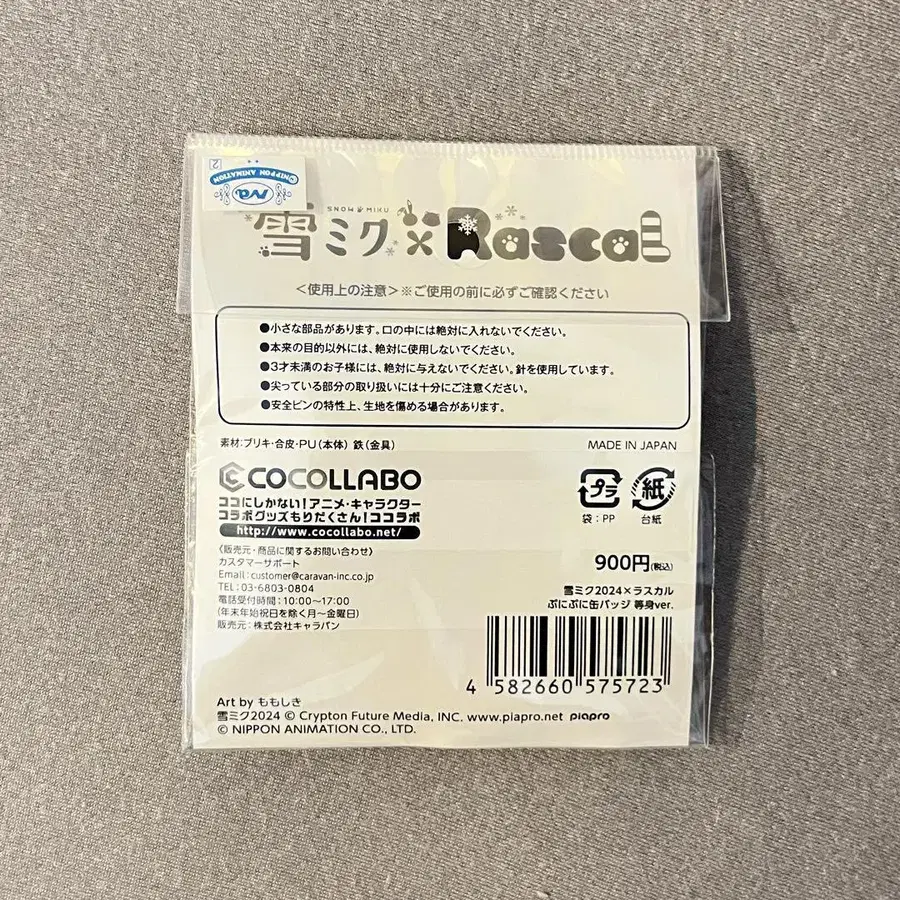 2
©NIPPON ANIMATION
Na
SNOW MIKU
雪ミク×Rascal
＜使用上の注意＞※ご使用の前に必ずご確認ください
●小さな部品があります。口の中には絶対に入れないでください。
●本来の目的以外には、絶対に使用しないでください。
●3才未満のお子様には、絶対に与えないでください。針を使用しています。
●尖っている部分の取り扱いには十分にご注意ください。
●安全ピンの特性上、生地を傷める場合があります。
素材:ブリキ・合皮・PU(本体) 鉄(金具)
MADE IN JAPAN
COCOLLABO
ココにしかない!アニメ・キャラクター
コラボグッズもりだくさん!ココラボ
http://www.cocollabo.net/
プラ
袋:PP
紙
台紙
〈販売元・商品に関するお問い合わせ〉
カスタマーサポート
Email:customer@caravan-inc.co.jp
TEL:03-6803-0804
電話受付時間:10:00〜17:00
(年末年始祝日を除く月〜金曜日)
販売元:株式会社キャラバン
900円(税込)
雪ミク2024×ラスカル
ぷにぷに缶バッジ 等身ver.
4 582660 575723
Art by ももしき
雪ミク2024 © Crypton Future Media, INC. www.piapro.net piapro
© NIPPON ANIMATION CO., LTD.